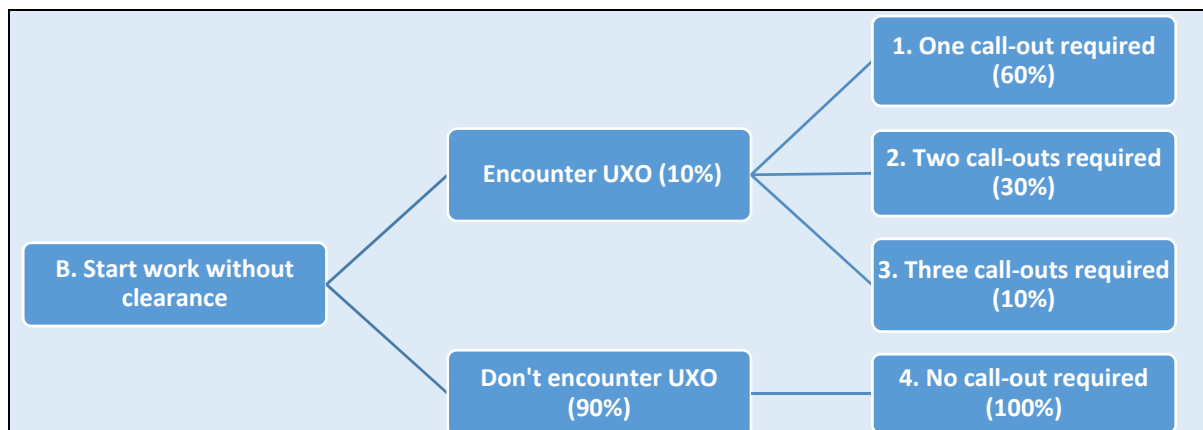 B. Start work without
clearance
Encounter UXO (10%)
Don't encounter UXO
(90%)
1. One call-out required
(60%)
2. Two call-outs required
(30%)
3. Three call-outs required
(10%)
4. No call-out required
(100%)